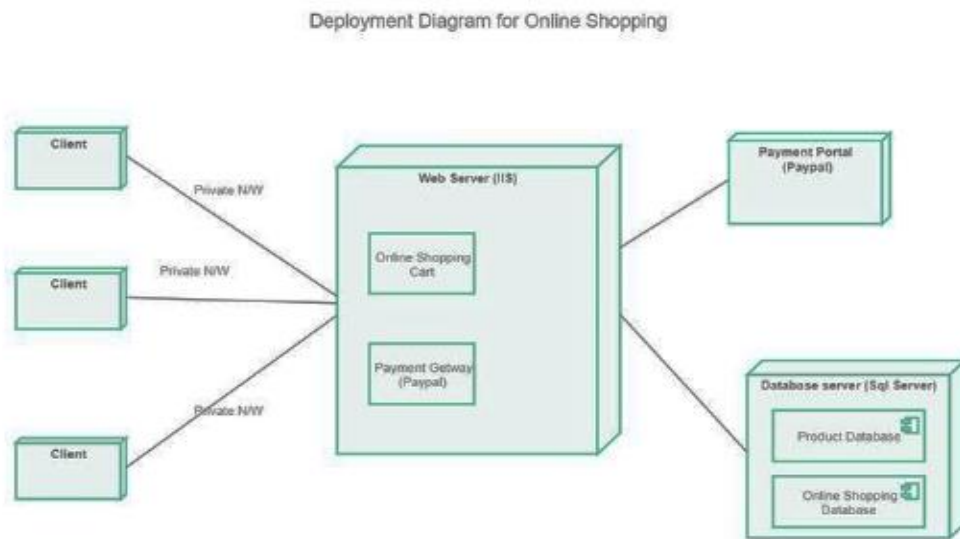 Deployment Diagram for Online Shopping
Client
Private N/W
Client
Private N/W
Client
Private N/W
Web Server (IIS)
Online Shopping
Cart
Payment Getway
(Paypal)
Payment Portal
(Paypal)
Database server (Sql Server)
Product Database
Online Shopping
Database